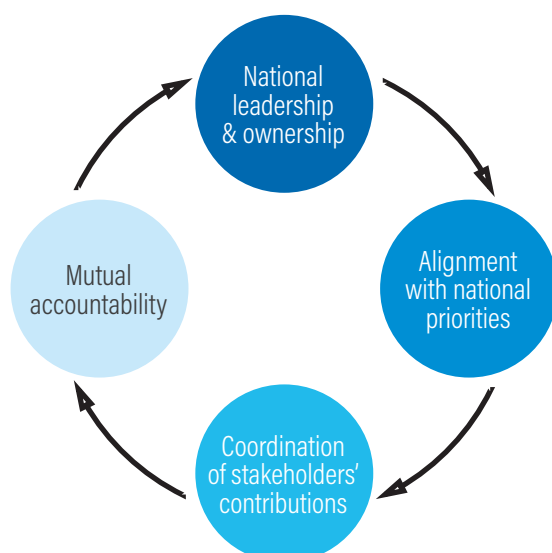 National
leadership
& ownership
Alignment
with national
priorities
Coordination
of stakeholders’
contributions
Mutual
accountability